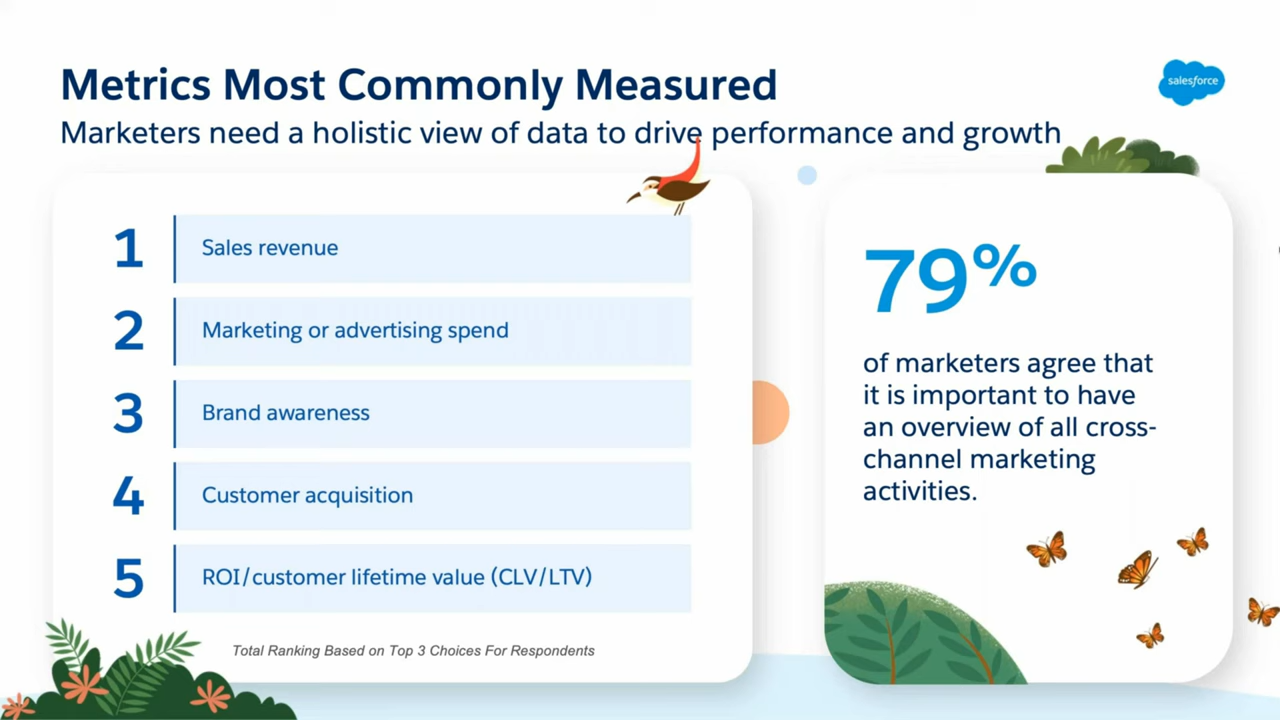 Metrics Most Commonly Measured
salesforce
Marketers need a holistic view of data to drive performance and growth
1 Sales revenue
2 Marketing or advertising spend
3 Brand awareness
4 Customer acquisition
5 ROI/customer lifetime value (CLV/LTV)
Total Ranking Based on Top 3 Choices For Respondents
79%
of marketers agree that
it is important to have
an overview of all cross-
channel marketing
activities.